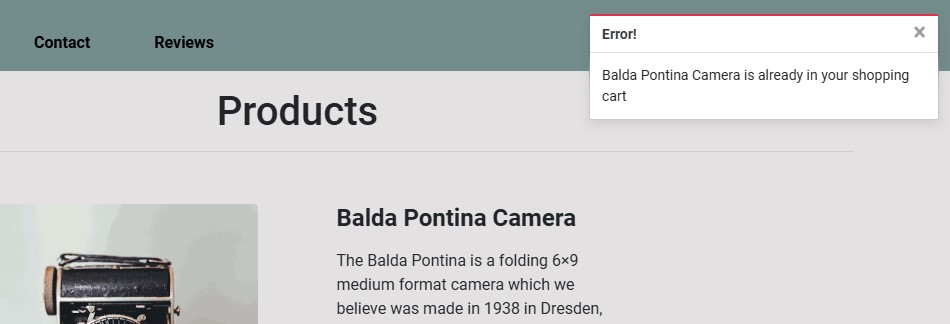 Contact Reviews
Error! ×
Balda Pontina Camera is already in your shopping
cart
Products
Balda Pontina Camera
The Balda Pontina is a folding 6×9
medium format camera which we
believe was made in 1938 in Dresden,